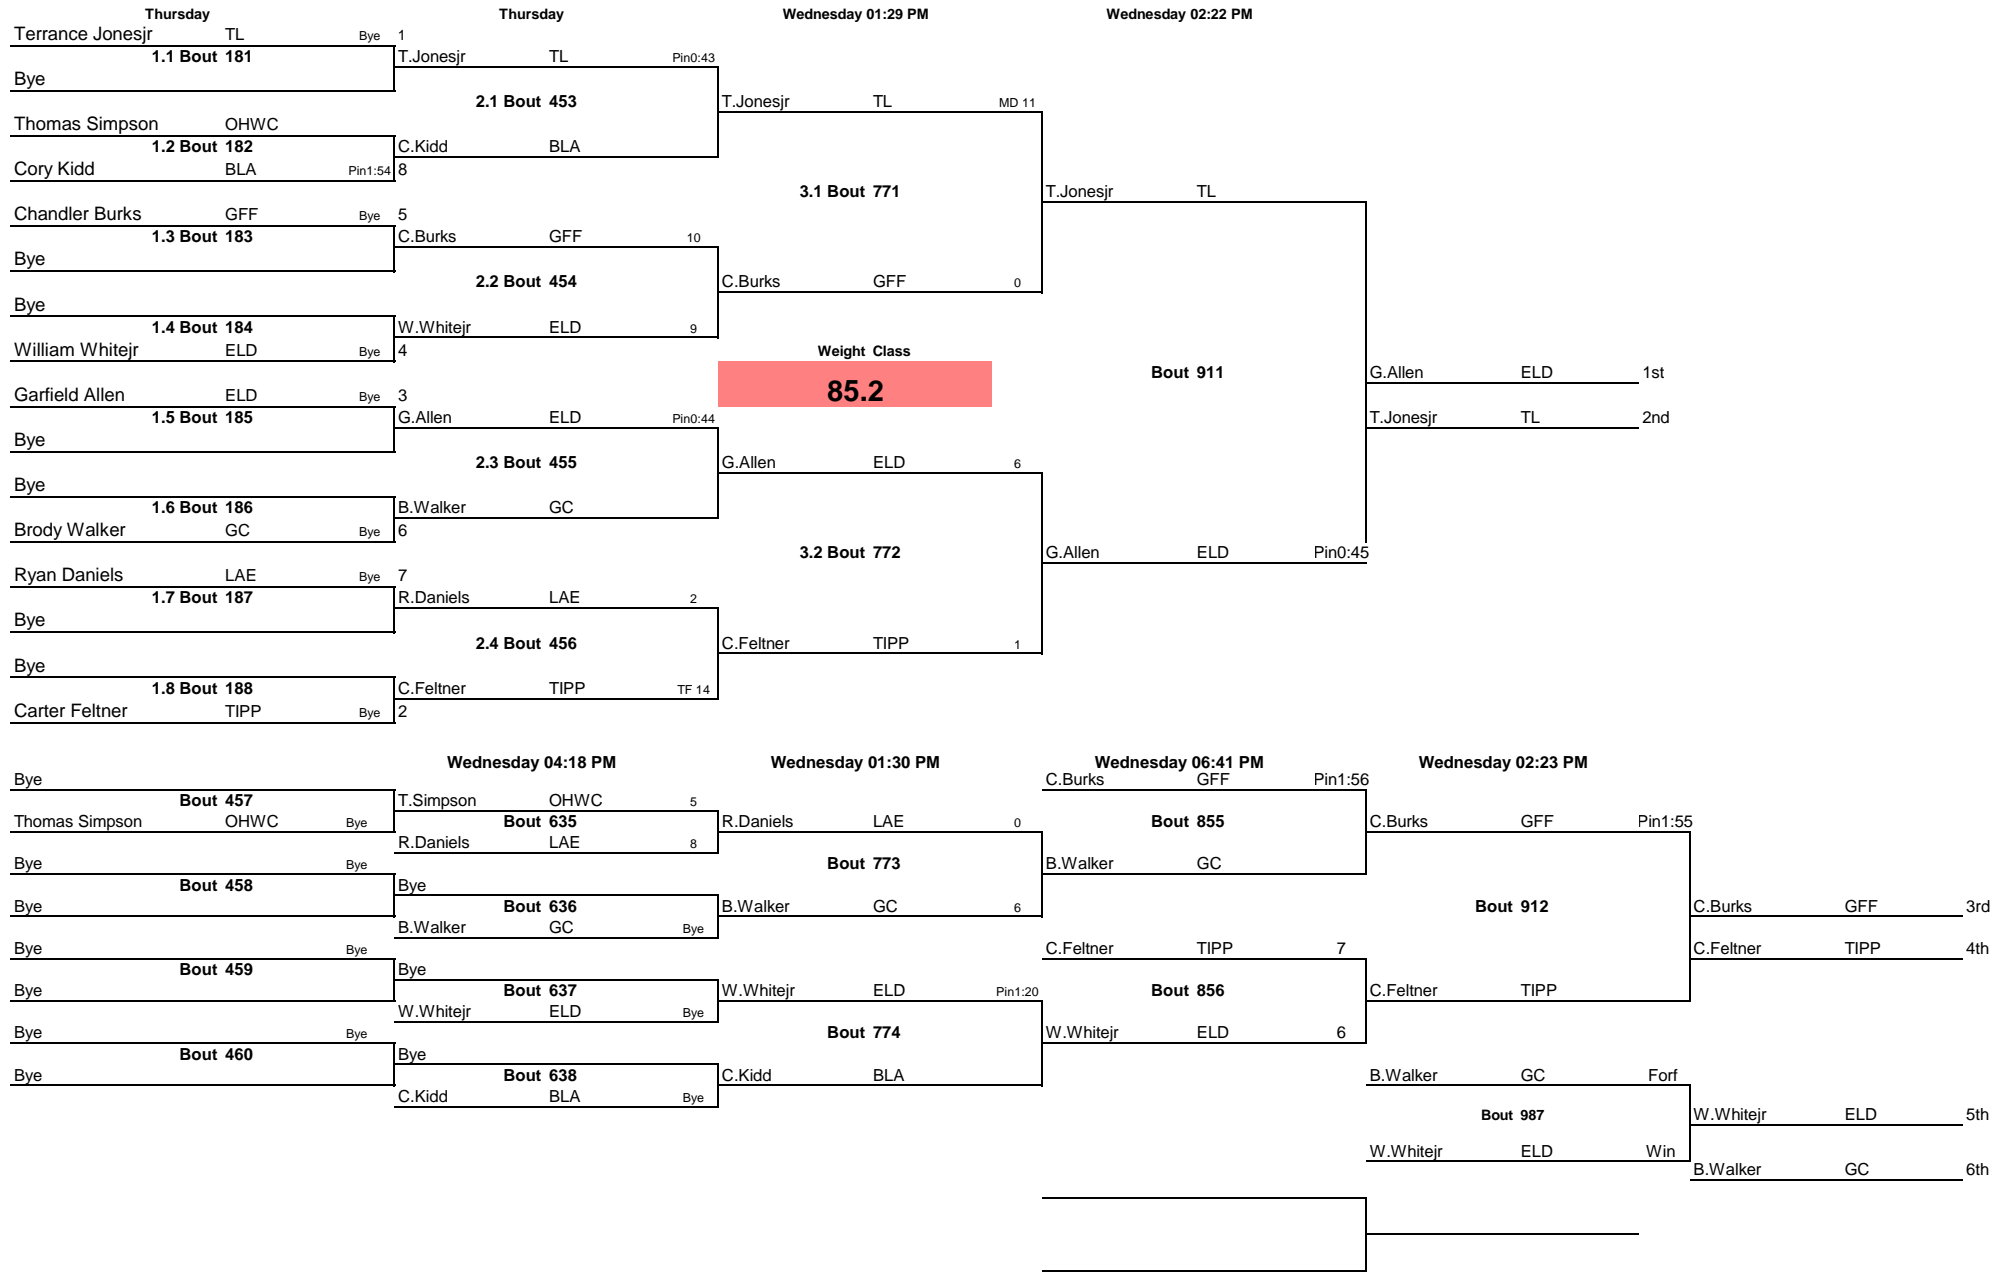 Thursday Thursday Wednesday 01:29 PM Wednesday 02:22 PM
Terrance Jonesjr TL Bye 1
1.1 Bout 181 T.Jonesjr TL Pin0:43
Bye
2.1 Bout 453 T.Jonesjr TL MD 11
Thomas Simpson OHWC
1.2 Bout 182 C.Kidd BLA
Cory Kidd BLA Pin1:54 8
3.1 Bout 771 T.Jonesjr TL
Chandler Burks GFF Bye 5
1.3 Bout 183 C.Burks GFF 10
Bye
2.2 Bout 454 C.Burks GFF 0
Bye
1.4 Bout 184 W.Whitejr ELD 9
William Whitejr ELD Bye 4 Weight Class
Bout 911 G.Allen ELD 1st
85.2
Garfield Allen ELD Bye 3
1.5 Bout 185 G.Allen ELD Pin0:44 T.Jonesjr TL 2nd
Bye
2.3 Bout 455 G.Allen ELD 6
Bye
1.6 Bout 186 B.Walker GC
Brody Walker GC Bye 6
3.2 Bout 772 G.Allen ELD Pin0:45
Ryan Daniels LAE Bye 7
1.7 Bout 187 R.Daniels LAE 2
Bye
2.4 Bout 456 C.Feltner TIPP 1
Bye
1.8 Bout 188 C.Feltner TIPP TF 14
Carter Feltner TIPP Bye 2
Wednesday 04:18 PM Wednesday 01:30 PM Wednesday 06:41 PM Wednesday 02:23 PM
Bye C.Burks GFF Pin1:56
Bout 457 T.Simpson OHWC 5
Thomas Simpson OHWC Bye Bout 635 R.Daniels LAE 0 Bout 855 C.Burks GFF Pin1:55
R.Daniels LAE 8
Bye Bye Bout 773 B.Walker GC
Bout 458 Bye
Bye Bout 636 B.Walker GC 6 Bout 912 C.Burks GFF 3rd
B.Walker GC Bye
Bye Bye C.Feltner TIPP 7 C.Feltner TIPP 4th
Bout 459 Bye
Bye Bout 637 W.Whitejr ELD Pin1:20 Bout 856 C.Feltner TIPP
W.Whitejr ELD Bye
Bye Bye Bout 774 W.Whitejr ELD 6
Bout 460 Bye
Bye Bout 638 C.Kidd BLA B.Walker GC Forf
C.Kidd BLA Bye
Bout 987 W.Whitejr ELD 5th
W.Whitejr ELD Win
B.Walker GC 6th